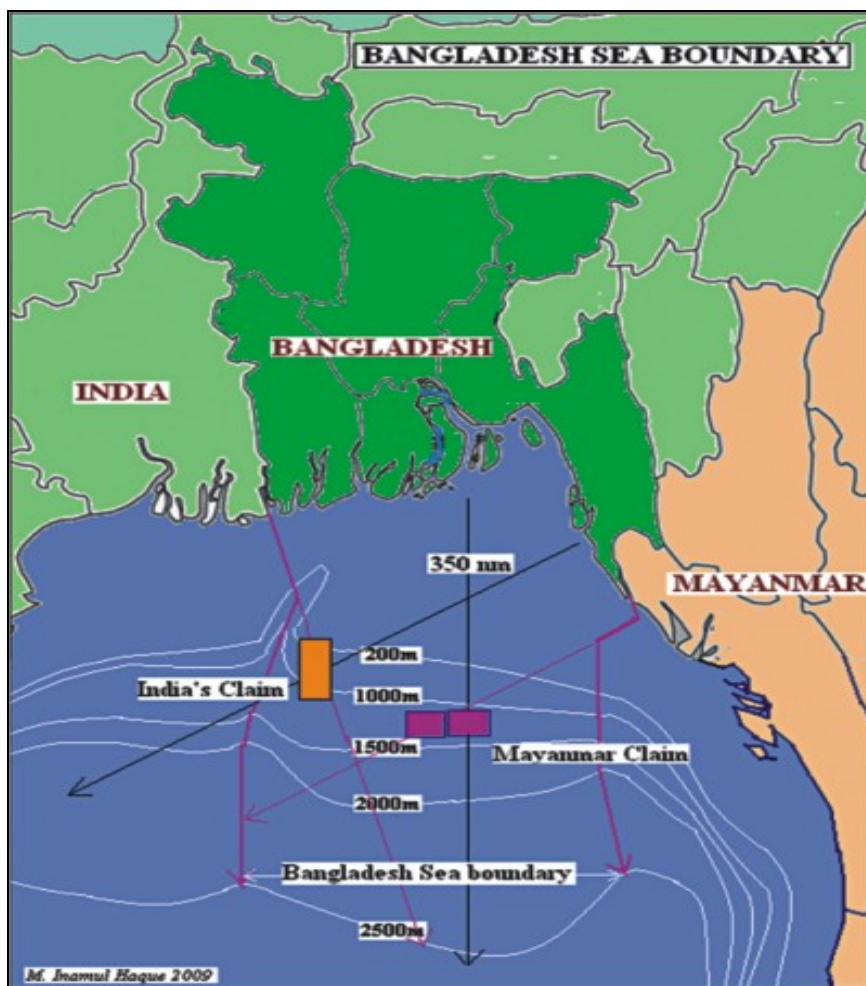 BANGLADESH SEA BOUNDARY
BANGLADESH
INDIA
350 nm
MAYANMAR
200m
India's Claim
1000m
1500m
Mayanmar Claim
2000m
Bangladesh Sea boundary
2500m
M. Inamul Haque 2009